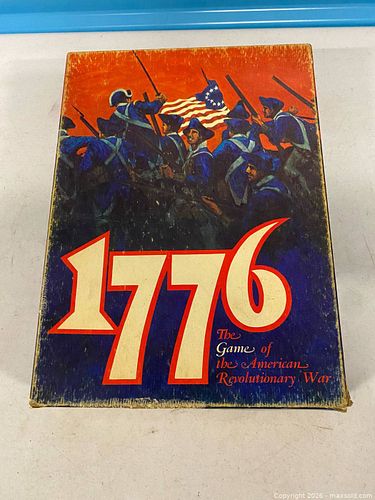 1776
The
Game of
the American
Revolutionary War
Copyright 2026 - maxsold.com